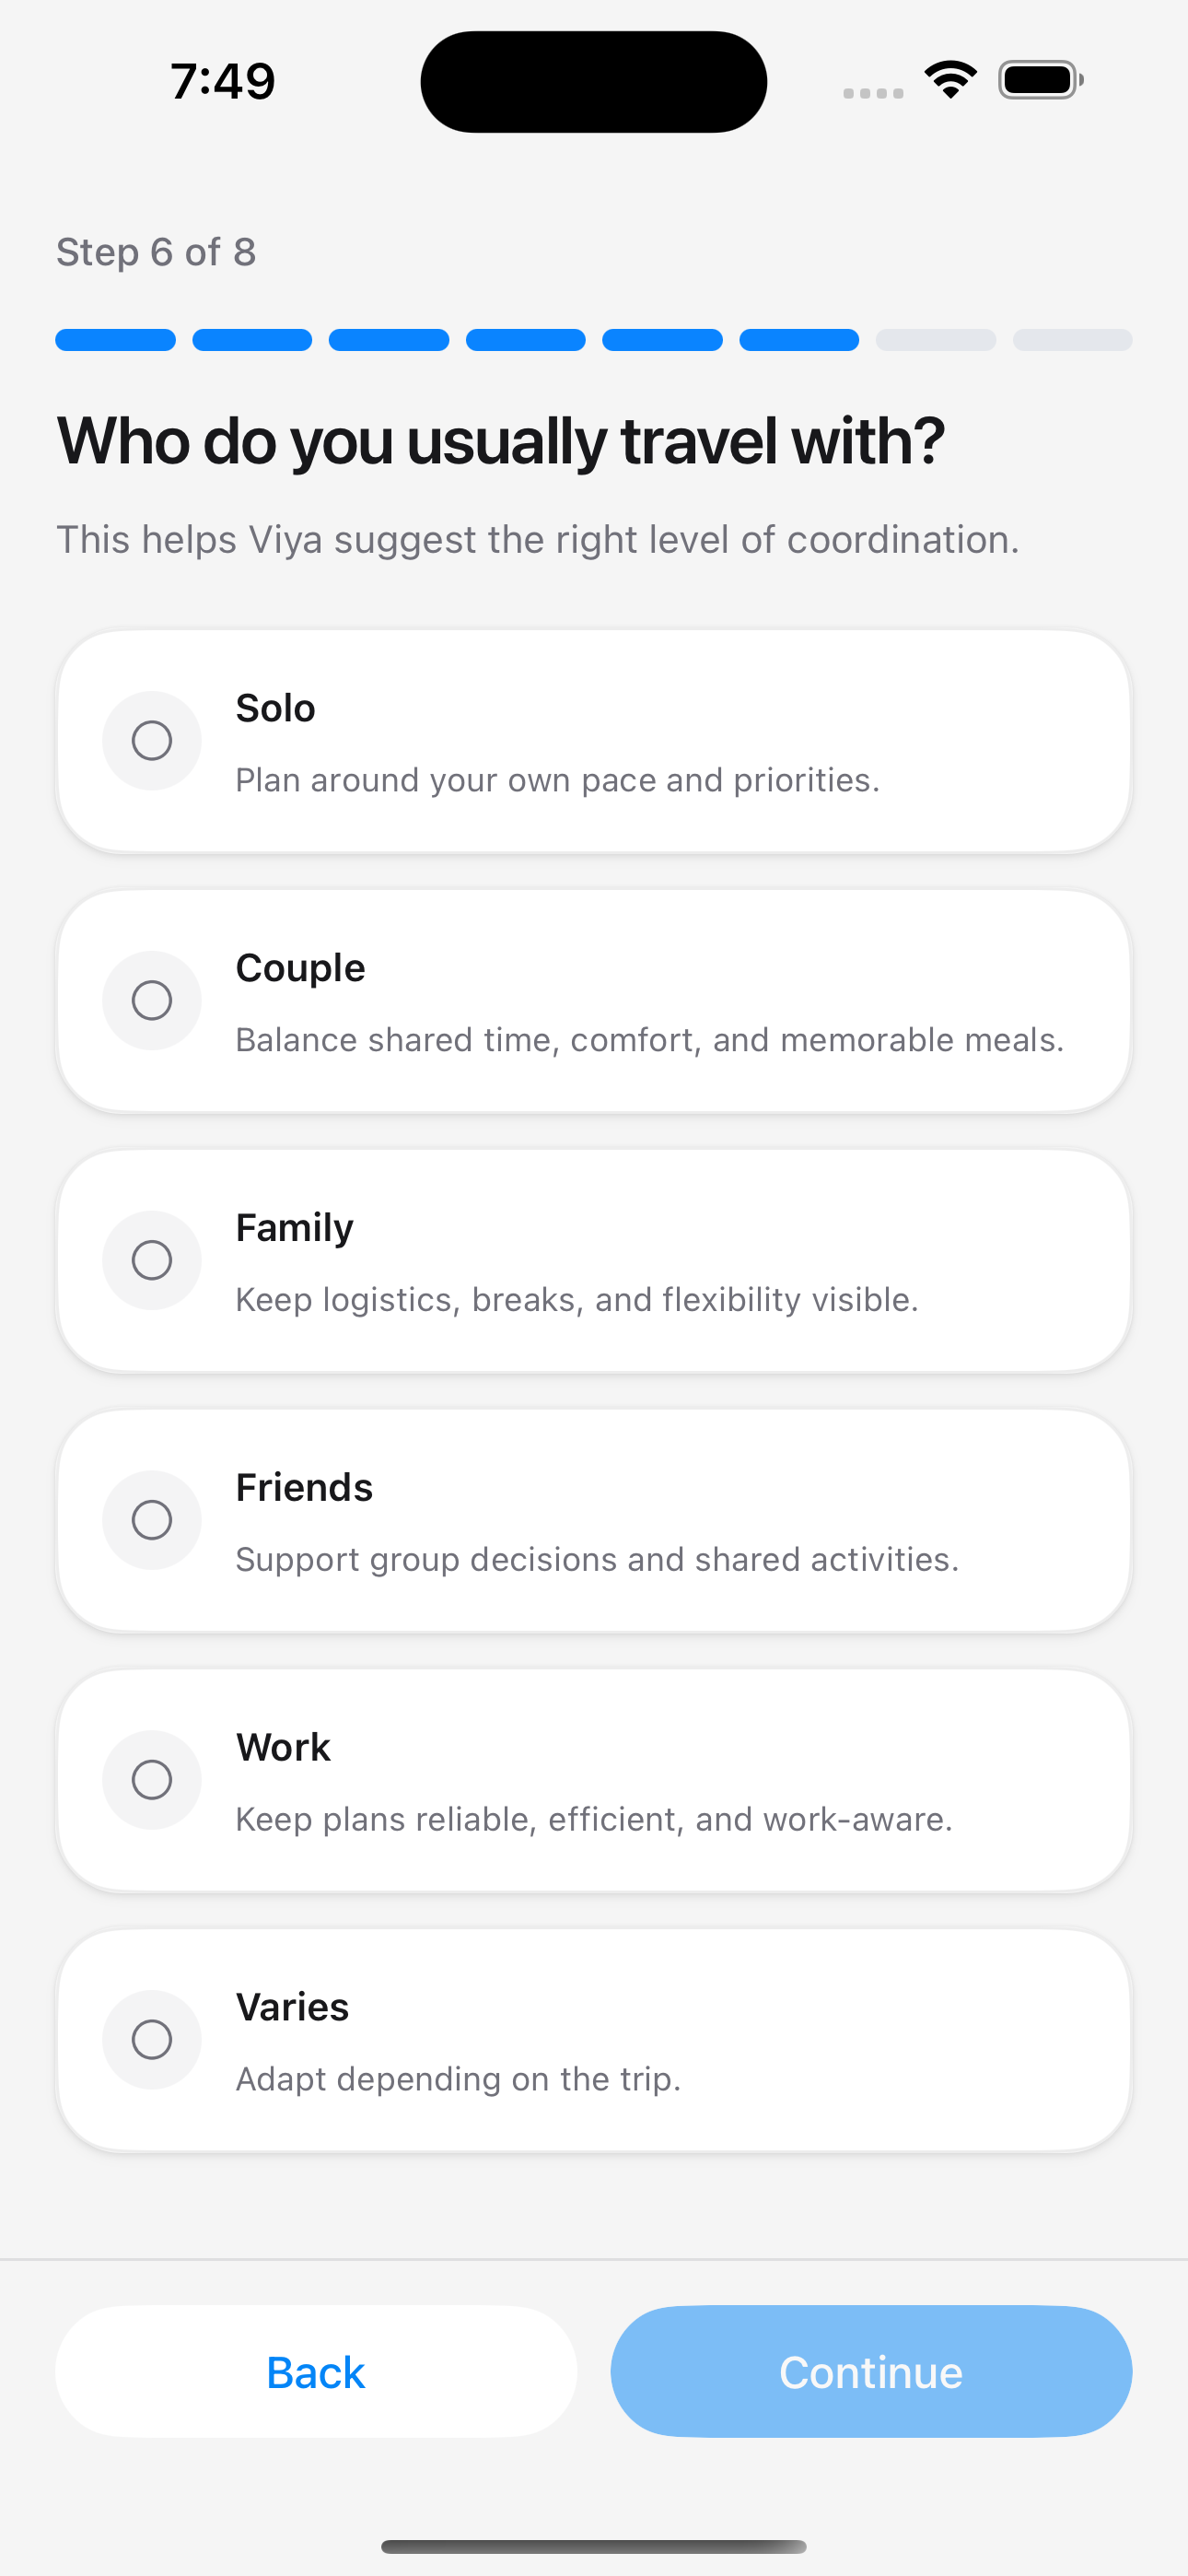 7:49
Step 6 of 8
Who do you usually travel with?
This helps Viya suggest the right level of coordination.
Solo
Plan around your own pace and priorities.
Couple
Balance shared time, comfort, and memorable meals.
Family
Keep logistics, breaks, and flexibility visible.
Friends
Support group decisions and shared activities.
Work
Keep plans reliable, efficient, and work-aware.
Varies
Adapt depending on the trip.
Back
Continue